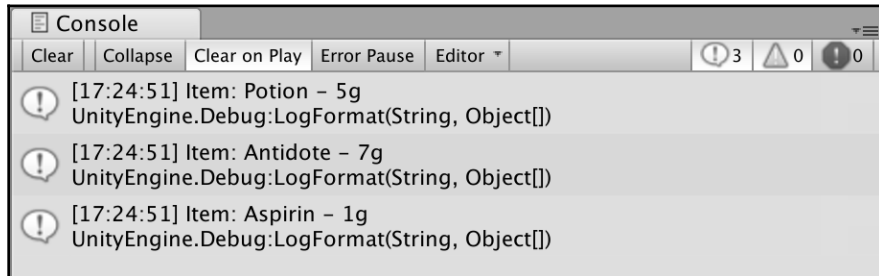 Console
Clear Collapse Clear on Play Error Pause Editor 3 0 0
[17:24:51] Item: Potion – 5g
UnityEngine.Debug:LogFormat(String, Object[])
[17:24:51] Item: Antidote – 7g
UnityEngine.Debug:LogFormat(String, Object[])
[17:24:51] Item: Aspirin – 1g
UnityEngine.Debug:LogFormat(String, Object[])